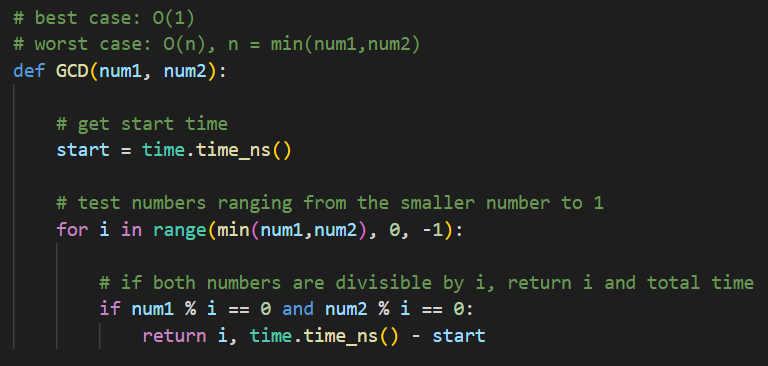 # best case: O(1)
# worst case: O(n), n = min(num1,num2)
def GCD(num1, num2):
# get start time
start = time.time_ns()
# test numbers ranging from the smaller number to 1
for i in range(min(num1,num2), 0, -1):
# if both numbers are divisible by i, return i and total time
if num1 % i == 0 and num2 % i == 0:
return i, time.time_ns() - start